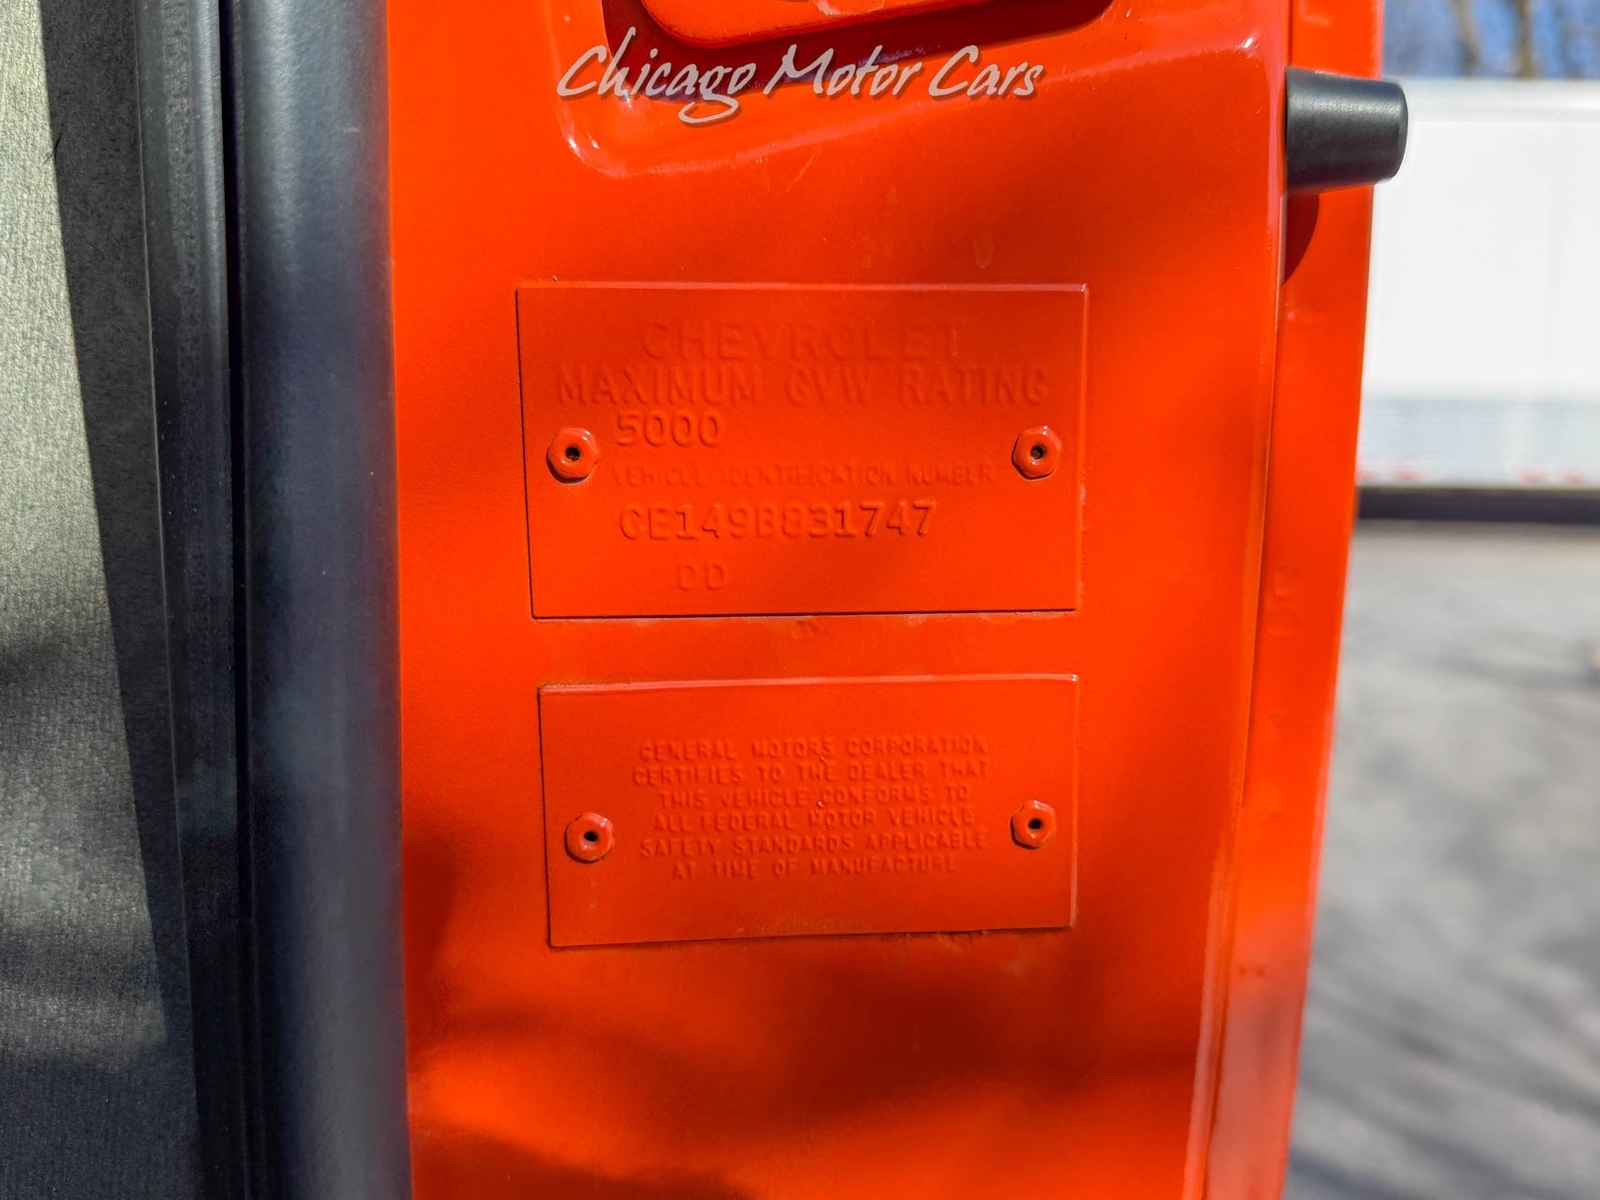 Chicago Motor Cars
CHEVROLET
MAXIMUM GVW RATING
5000
VEHICLE IDENTIFICATION NUMBER
CE149B831747
DD
GENERAL MOTORS CORPORATION
CERTIFIES TO THE DEALER THAT
THIS VEHICLE CONFORMS TO
ALL FEDERAL MOTOR VEHICLE
SAFETY STANDARDS APPLICABLE
AT TIME OF MANUFACTURE